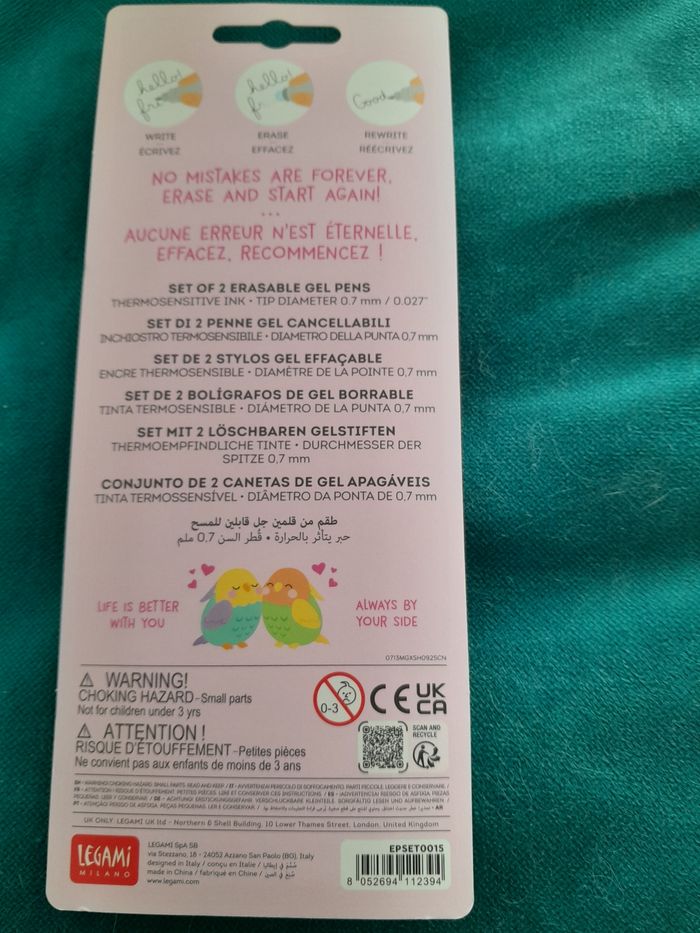 hello! hello! Good
WRITE ERASE REWRITE
ÉCRIVEZ EFFACEZ RÉÉCRIVEZ
NO MISTAKES ARE FOREVER,
ERASE AND START AGAIN!
...
AUCUNE ERREUR N'EST ÉTERNELLE,
EFFACEZ, RECOMMENCEZ !
SET OF 2 ERASABLE GEL PENS
THERMOSENSITIVE INK • TIP DIAMETER 0.7 mm / 0.027"
SET DI 2 PENNE GEL CANCELLABILI
INCHIOSTRO TERMOSENSIBILE • DIAMETRO DELLA PUNTA 0,7 mm
SET DE 2 STYLOS GEL EFFAÇABLE
ENCRE THERMOSENSIBLE • DIAMÈTRE DE LA POINTE 0,7 mm
SET DE 2 BOLÍGRAFOS DE GEL BORRABLE
TINTA TERMOSENSIBLE • DIÁMETRO DE LA PUNTA 0,7 mm
SET MIT 2 LÖSCHBAREN GELSTIFTEN
THERMOEMPFINDLICHE TINTE • DURCHMESSER DER
SPITZE 0,7 mm
CONJUNTO DE 2 CANETAS DE GEL APAGÁVEIS
TINTA TERMOSSENSÍVEL • DIÂMETRO DA PONTA DE 0,7 mm
طقم من قلمين جل قابلين للمسح
حبر يتأثر بالحرارة • قُطر السن 0,7 ملم
LIFE IS BETTER
WITH YOU
ALWAYS BY
YOUR SIDE
0713MGXSH0925CN
⚠ WARNING!
CHOKING HAZARD–Small parts
Not for children under 3 yrs
⚠ ATTENTION !
RISQUE D'ÉTOUFFEMENT–Petites pièces
Ne convient pas aux enfants de moins de 3 ans
0-3
CE UK
CA
SCAN AND
RECYCLE
UK ONLY: LEGAMI UK ltd – Northern & Shell Building, 10 Lower Thames Street, London, United Kingdom
LEGAMI
MILANO
LEGAMI SpA SB
via Stezzano, 18 - 24052 Azzano San Paolo (BG), Italy
designed in Italy / conçu en Italie / صُمِّمَ في إيطاليا
made in China / fabriqué en Chine / صُنِعَ في الصين
www.legami.com
EPSET0015
8 052694 112394